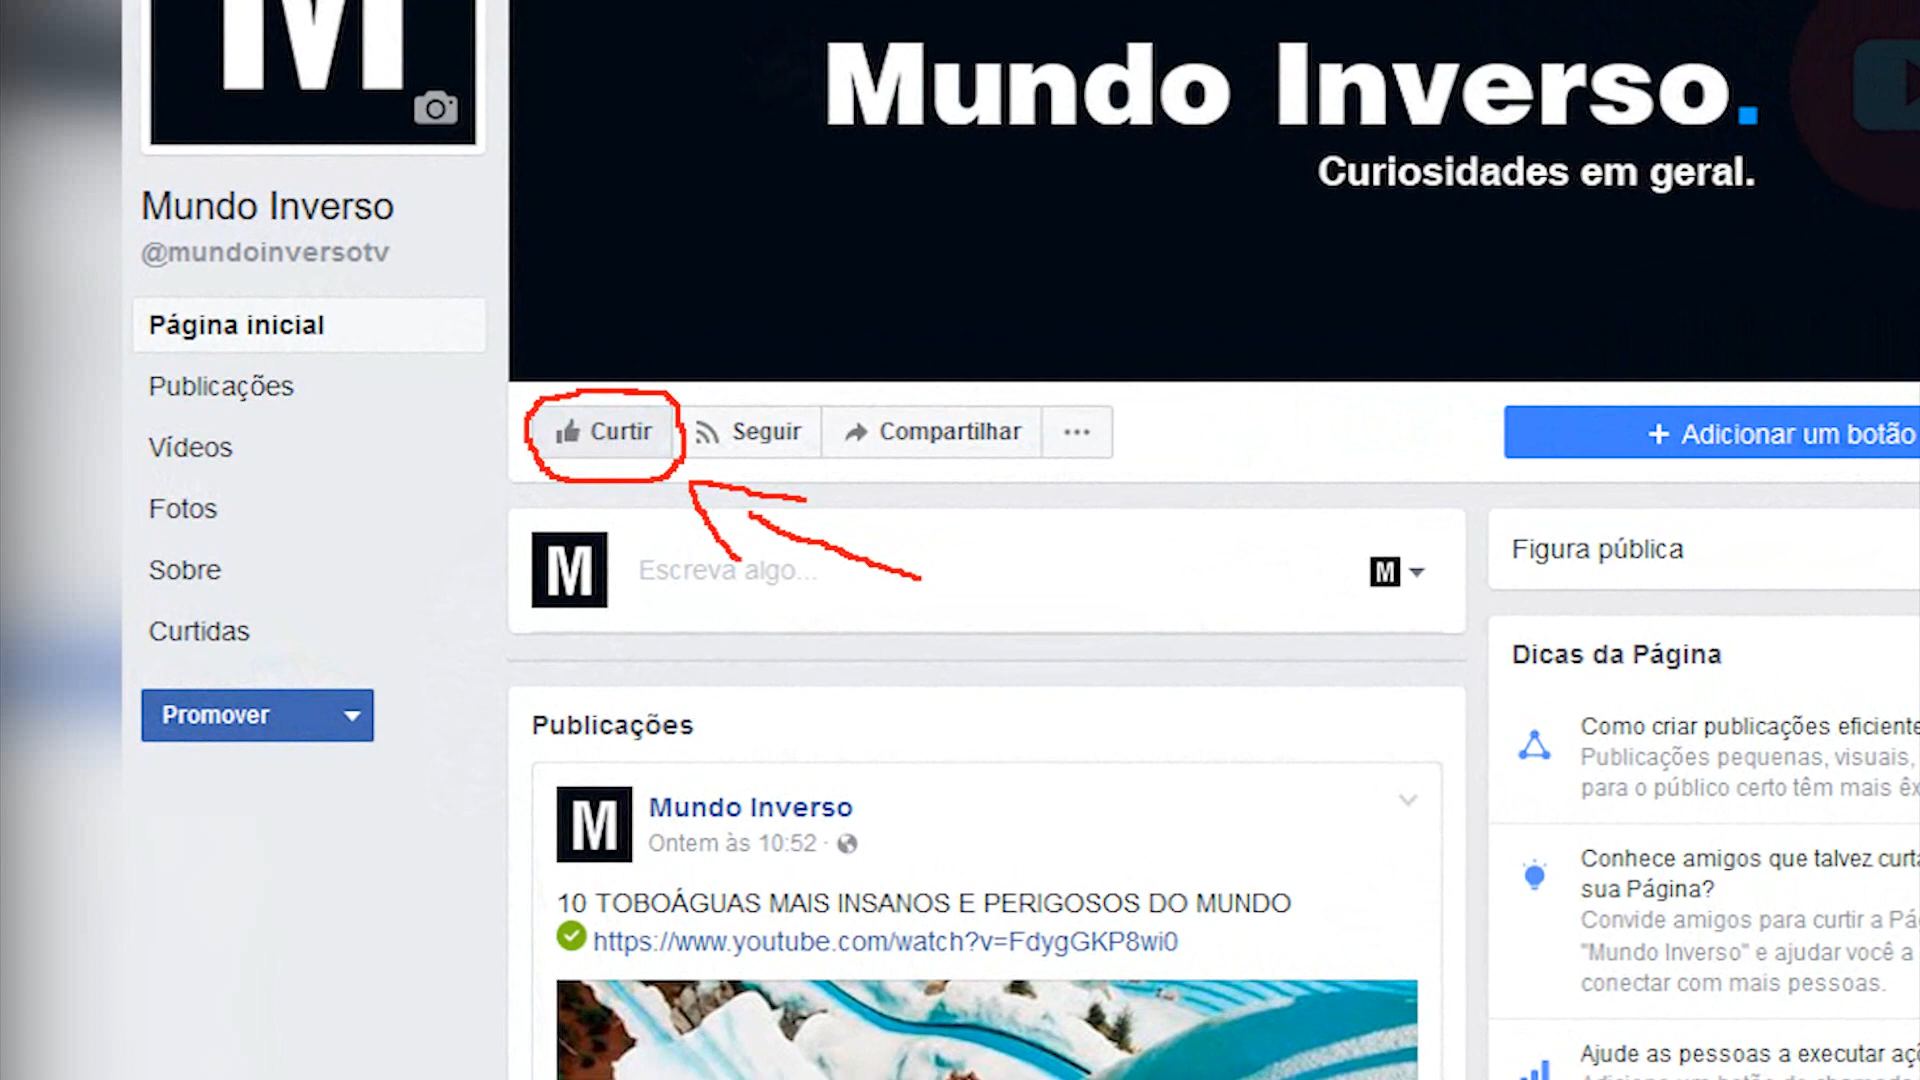 M
Mundo Inverso.
Curiosidades em geral.
Mundo Inverso
@mundoinversotv
Página inicial
Publicações
Vídeos
Fotos
Sobre
Curtidas
Promover
Curtir
Seguir
Compartilhar
+ Adicionar um botão
M
Escreva algo...
M
Publicações
M
Mundo Inverso
Ontem às 10:52 ·
10 TOBOÁGUAS MAIS INSANOS E PERIGOSOS DO MUNDO
https://www.youtube.com/watch?v=FdygGKP8wi0
Figura pública
Dicas da Página
Como criar publicações eficiente
Publicações pequenas, visuais,
para o público certo têm mais êx
Conhece amigos que talvez curta
sua Página?
Convide amigos para curtir a Pág
"Mundo Inverso" e ajudar você a
conectar com mais pessoas.
Ajude as pessoas a executar açõ